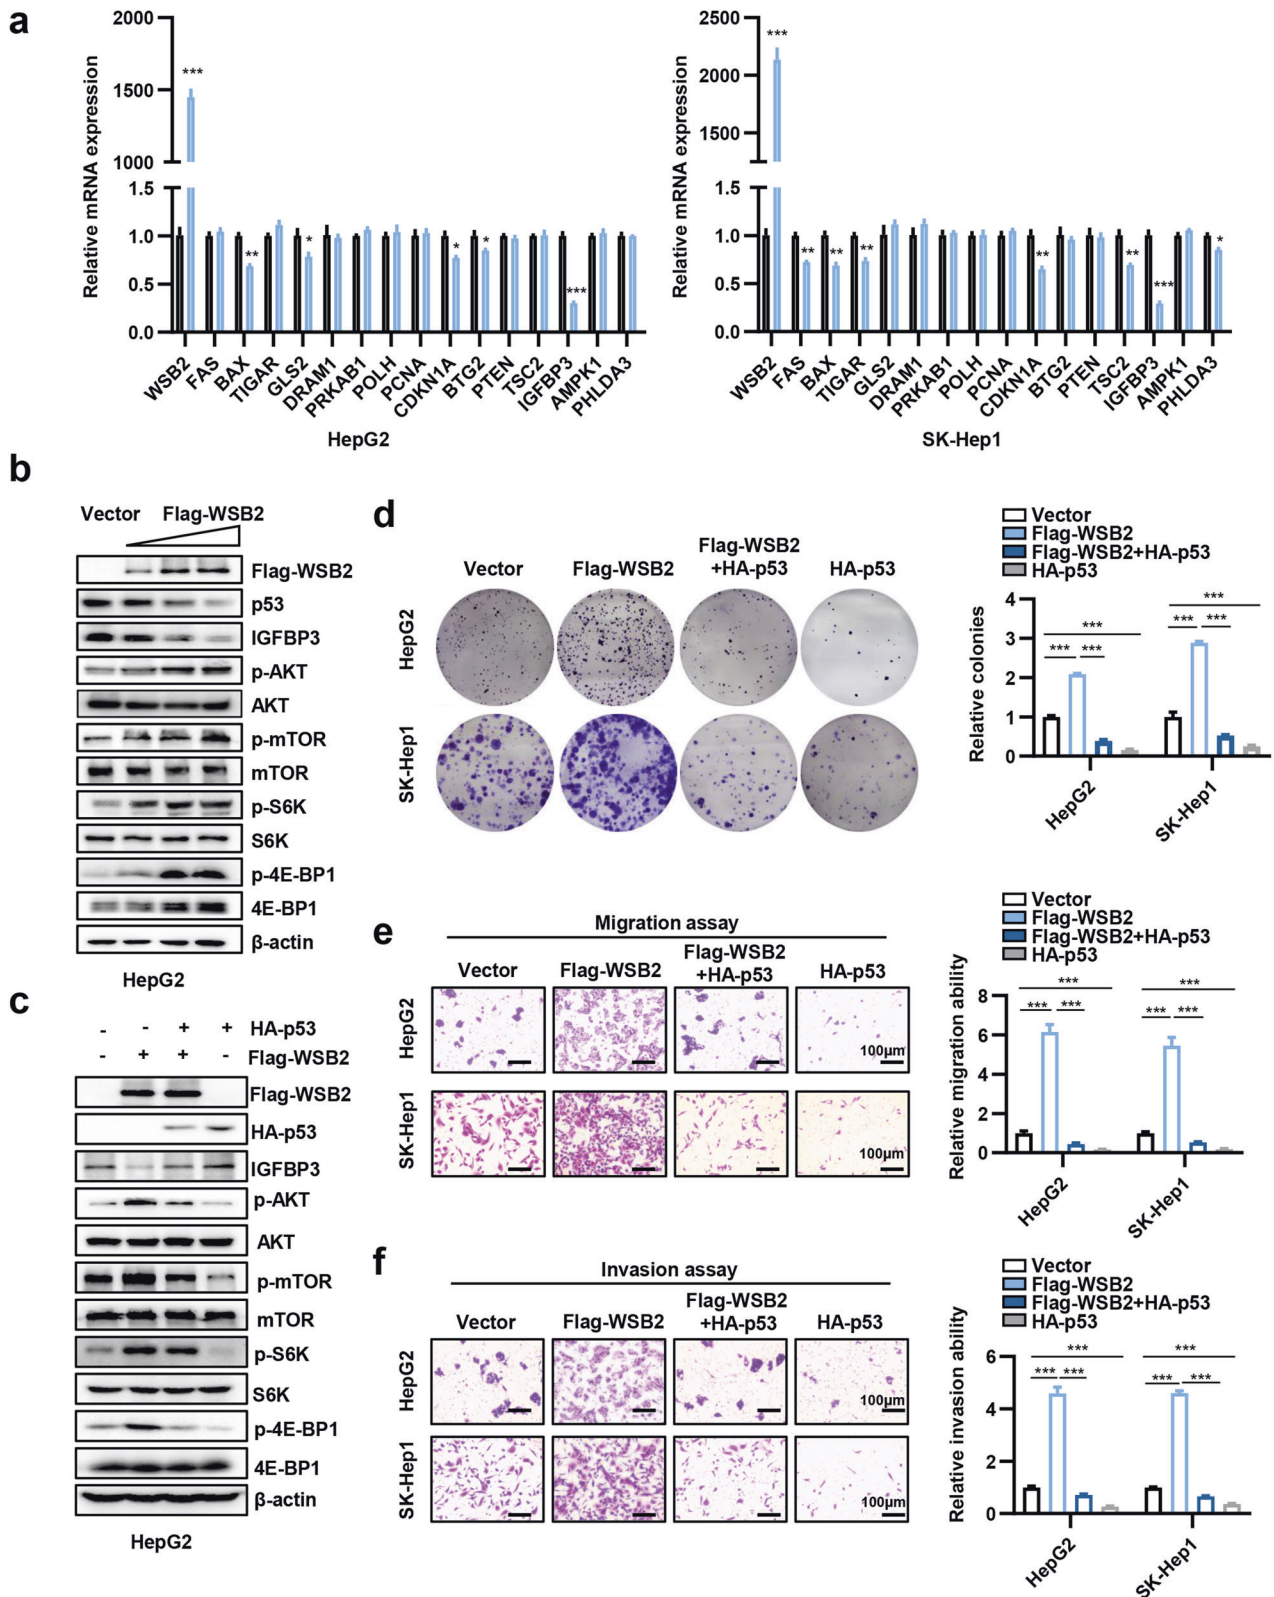 a
Relative mRNA expression
2000
1500
1000
1.5
1.0
0.5
0.0
***
**
*
*
*
***
WSB2
FAS
BAX
TIGAR
GLS2
DRAM1
PRKAB1
POLH
PCNA
CDKN1A
BTG2
PTEN
TSC2
IGFBP3
AMPK1
PHLDA3
HepG2
Relative mRNA expression
2500
2000
1500
1.5
1.0
0.5
0.0
***
**
**
**
**
**
***
*
WSB2
FAS
BAX
TIGAR
GLS2
DRAM1
PRKAB1
POLH
PCNA
CDKN1A
BTG2
PTEN
TSC2
IGFBP3
AMPK1
PHLDA3
SK-Hep1
b
Vector Flag-WSB2
Flag-WSB2
p53
IGFBP3
p-AKT
AKT
p-mTOR
mTOR
p-S6K
S6K
p-4E-BP1
4E-BP1
β-actin
HepG2
c
- - + + HA-p53
- + + - Flag-WSB2
Flag-WSB2
HA-p53
IGFBP3
p-AKT
AKT
p-mTOR
mTOR
p-S6K
S6K
p-4E-BP1
4E-BP1
β-actin
HepG2
d
Vector Flag-WSB2 Flag-WSB2 +HA-p53 HA-p53
HepG2
SK-Hep1
Vector
Flag-WSB2
Flag-WSB2+HA-p53
HA-p53
Relative colonies
4
3
2
1
0
***
*** ***
***
*** ***
HepG2
SK-Hep1
e
Migration assay
Vector Flag-WSB2 Flag-WSB2 +HA-p53 HA-p53
HepG2
100μm
SK-Hep1
100μm
Vector
Flag-WSB2
Flag-WSB2+HA-p53
HA-p53
Relative migration ability
8
6
4
2
0
***
*** ***
***
*** ***
HepG2
SK-Hep1
f
Invasion assay
Vector Flag-WSB2 Flag-WSB2 +HA-p53 HA-p53
HepG2
100μm
SK-Hep1
100μm
Vector
Flag-WSB2
Flag-WSB2+HA-p53
HA-p53
Relative invasion ability
6
4
2
0
***
*** ***
***
*** ***
HepG2
SK-Hep1